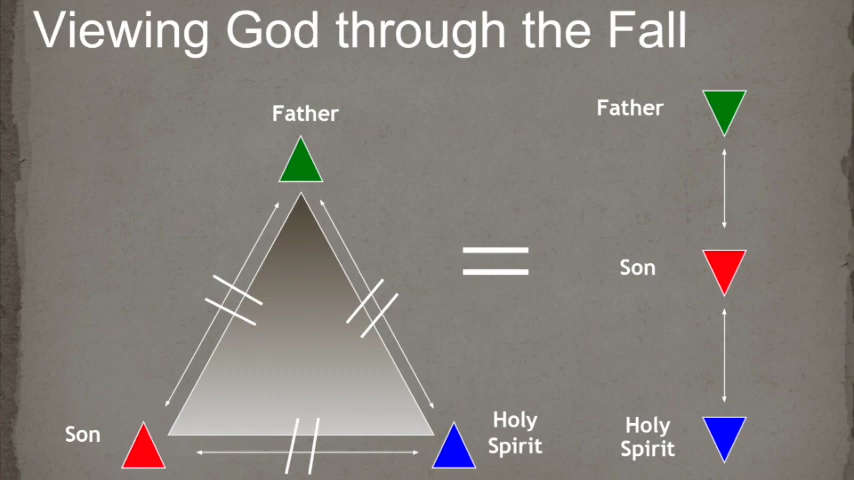 Viewing God through the Fall
Father
Son
Holy
Spirit
Father
Son
Holy
Spirit